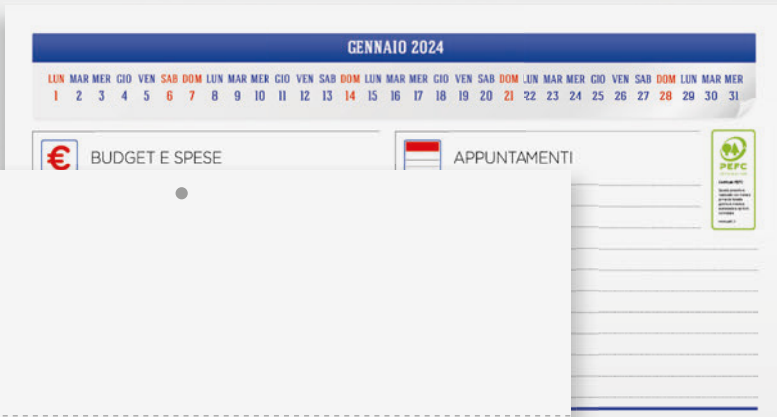 GENNAIO 2024
LUN MAR MER GIO VEN SAB DOM LUN MAR MER GIO VEN SAB DOM LUN MAR MER GIO VEN SAB DOM LUN MAR MER GIO VEN SAB DOM LUN MAR MER
1 2 3 4 5 6 7 8 9 10 11 12 13 14 15 16 17 18 19 20 21 22 23 24 25 26 27 28 29 30 31
€ BUDGET E SPESE
APPUNTAMENTI
PEFC